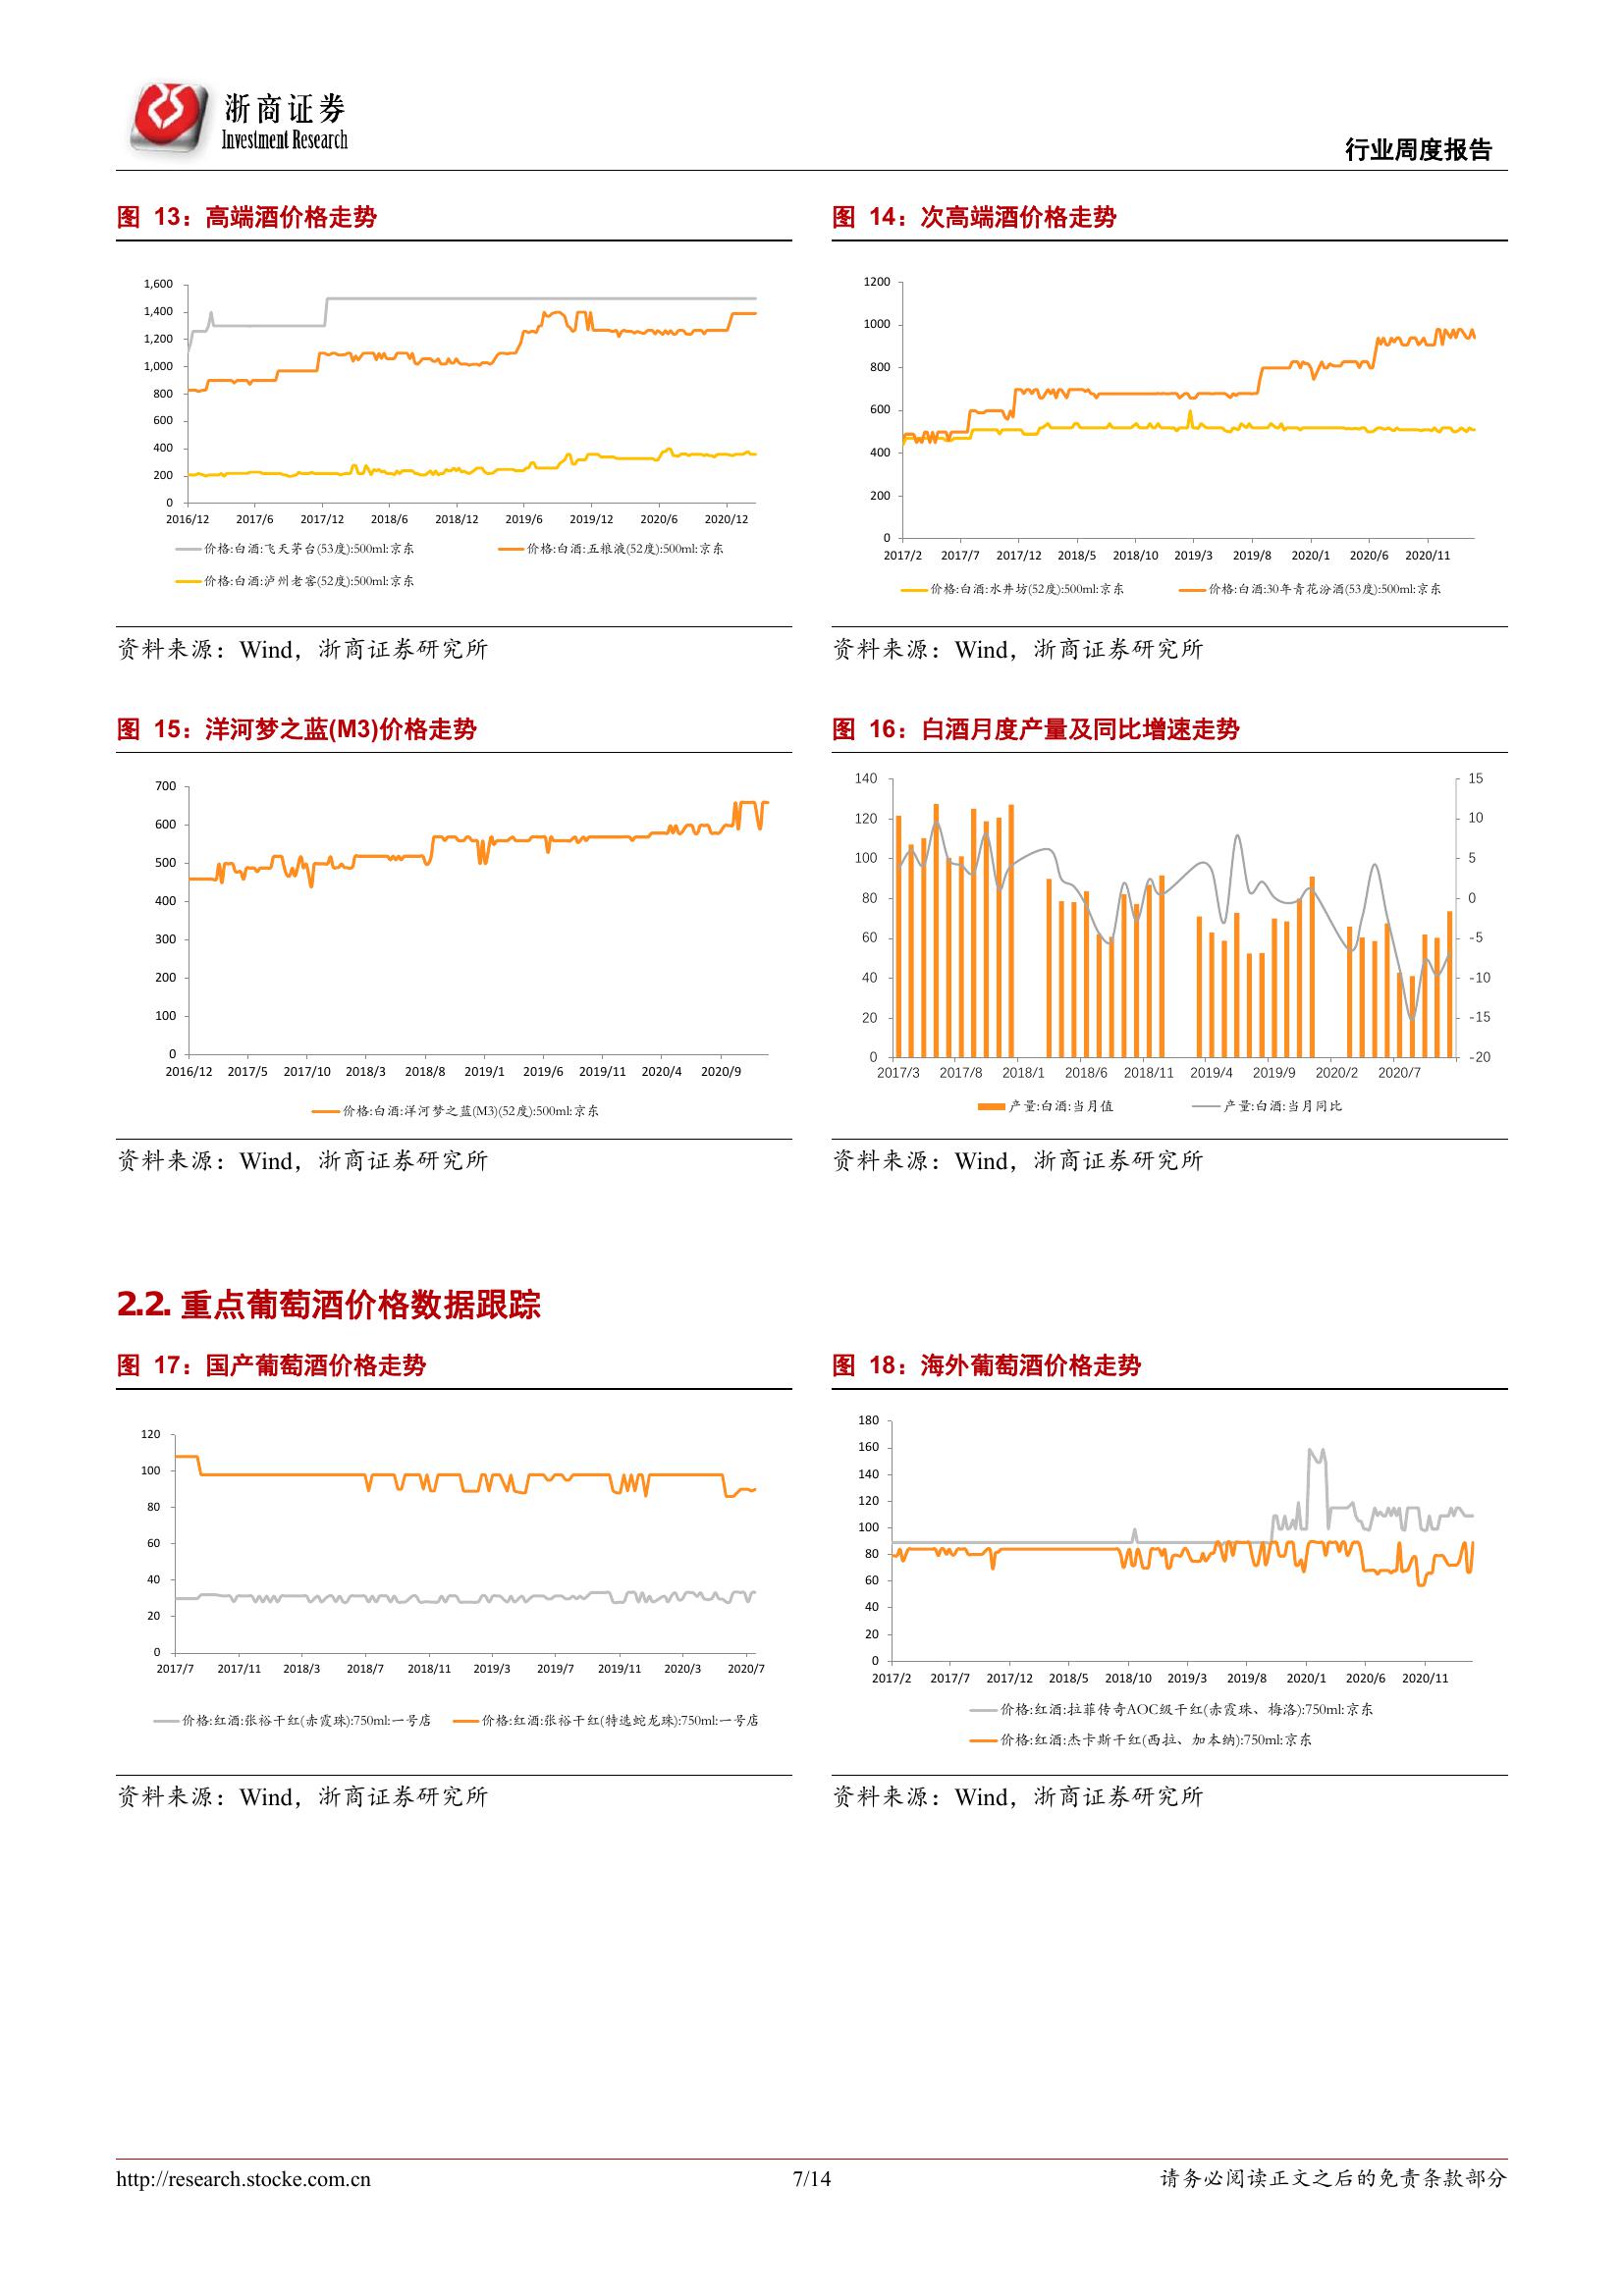 浙商证券
Investment Research
行业周度报告
图 13：高端酒价格走势
1,600
1,400
1,200
1,000
800
600
400
200
0
2016/12 2017/6 2017/12 2018/6 2018/12 2019/6 2019/12 2020/6 2020/12
价格:白酒:飞天茅台(53度):500ml:京东 价格:白酒:五粮液(52度):500ml:京东
价格:白酒:泸州老窖(52度):500ml:京东
资料来源：Wind，浙商证券研究所
图 14：次高端酒价格走势
1200
1000
800
600
400
200
0
2017/2 2017/7 2017/12 2018/5 2018/10 2019/3 2019/8 2020/1 2020/6 2020/11
价格:白酒:水井坊(52度):500ml:京东 价格:白酒:30年青花汾酒(53度):500ml:京东
资料来源：Wind，浙商证券研究所
图 15：洋河梦之蓝(M3)价格走势
700
600
500
400
300
200
100
0
2016/12 2017/5 2017/10 2018/3 2018/8 2019/1 2019/6 2019/11 2020/4 2020/9
价格:白酒:洋河梦之蓝(M3)(52度):500ml:京东
资料来源：Wind，浙商证券研究所
图 16：白酒月度产量及同比增速走势
140 15
120 10
100 5
80 0
60 -5
40 -10
20 -15
0 -20
2017/3 2017/8 2018/1 2018/6 2018/11 2019/4 2019/9 2020/2 2020/7
产量:白酒:当月值 产量:白酒:当月同比
资料来源：Wind，浙商证券研究所
2.2. 重点葡萄酒价格数据跟踪
图 17：国产葡萄酒价格走势
120
100
80
60
40
20
0
2017/7 2017/11 2018/3 2018/7 2018/11 2019/3 2019/7 2019/11 2020/3 2020/7
价格:红酒:张裕干红(赤霞珠):750ml:一号店 价格:红酒:张裕干红(特选蛇龙珠):750ml:一号店
资料来源：Wind，浙商证券研究所
图 18：海外葡萄酒价格走势
180
160
140
120
100
80
60
40
20
0
2017/2 2017/7 2017/12 2018/5 2018/10 2019/3 2019/8 2020/1 2020/6 2020/11
价格:红酒:拉菲传奇AOC级干红(赤霞珠、梅洛):750ml:京东
价格:红酒:杰卡斯干红(西拉、加本纳):750ml:京东
资料来源：Wind，浙商证券研究所
http://research.stocke.com.cn 7/14 请务必阅读正文之后的免责条款部分